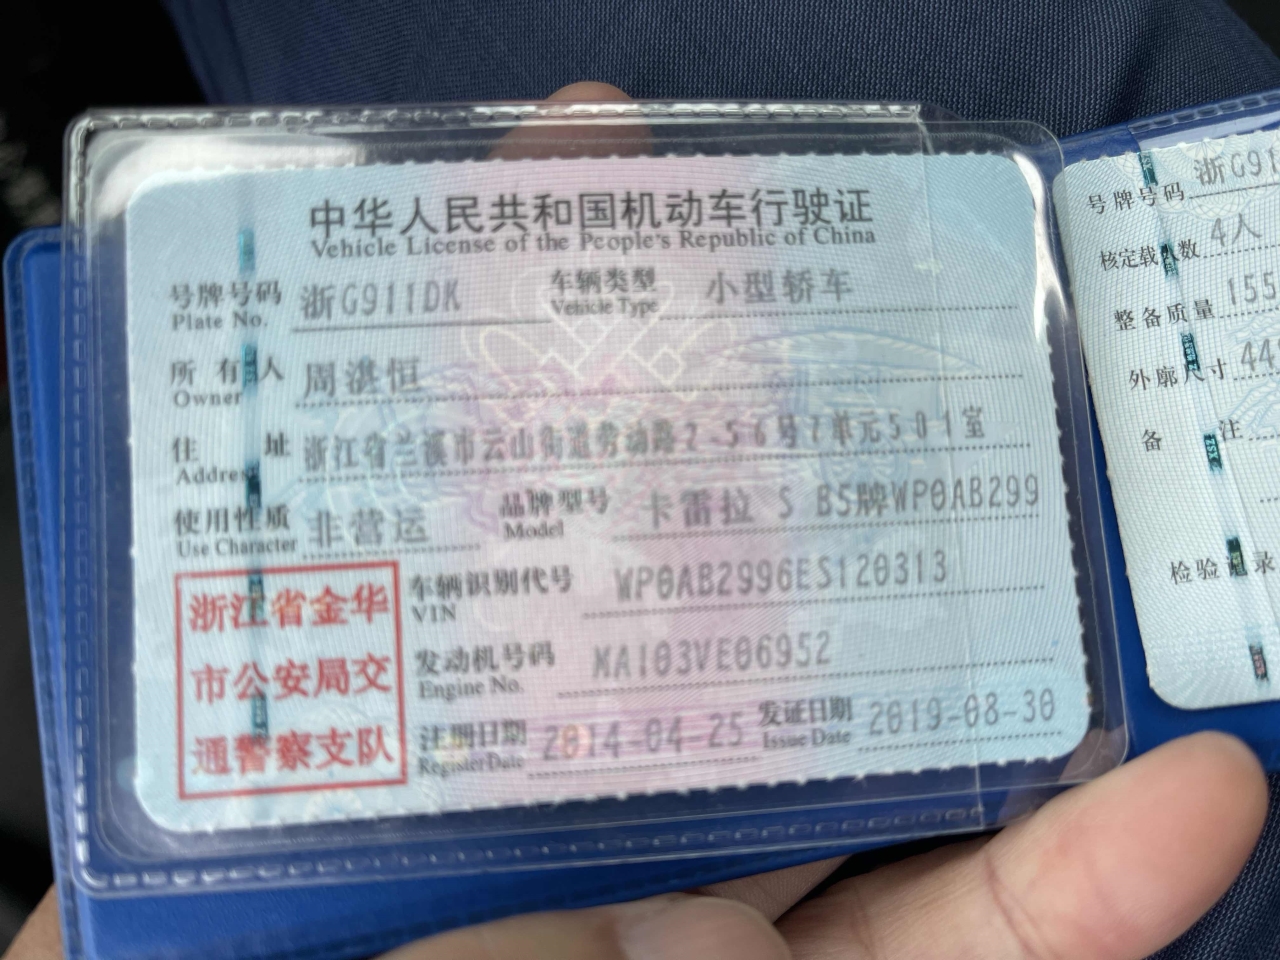 中华人民共和国机动车行驶证
Vehicle License of the People's Republic of China
号牌号码 浙G911DK 车辆类型 小型轿车
Plate No. Vehicle Type
所有人 周湛恒
Owner
住址 浙江省兰溪市云山街道劳动路2-56号7单元501室
Address
使用性质 非营运 品牌型号 卡雷拉 S BS牌WP0AB299
Use Character Model
车辆识别代号 WP0AB2996ES120313
VIN
发动机号码 MA103VE06952
Engine No.
注册日期 2014-04-25 发证日期 2019-08-30
Register Date Issue Date
浙江省金华
市公安局交
通警察支队
号牌号码 浙G91
核定载人数 4人
整备质量 155
外廓尺寸 44
备注
检验记录